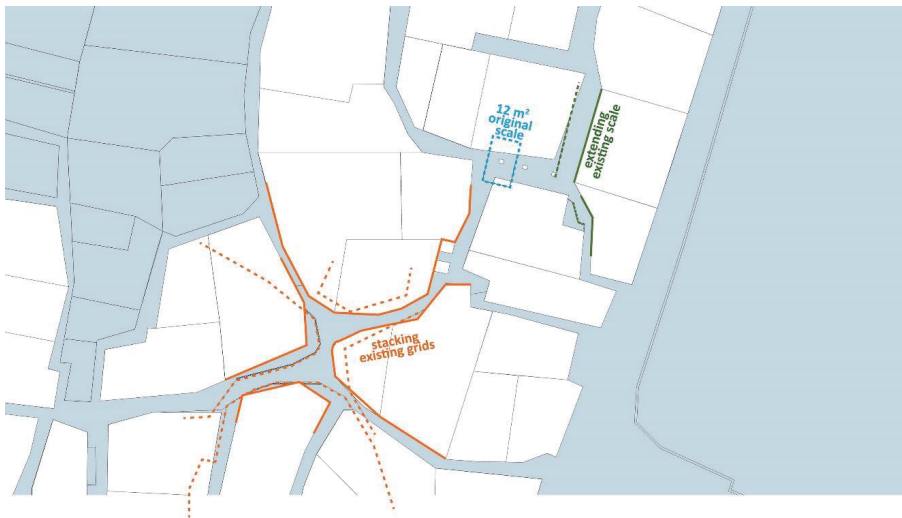 12 m²
original
scale
extending
existing scale
stacking
existing grids